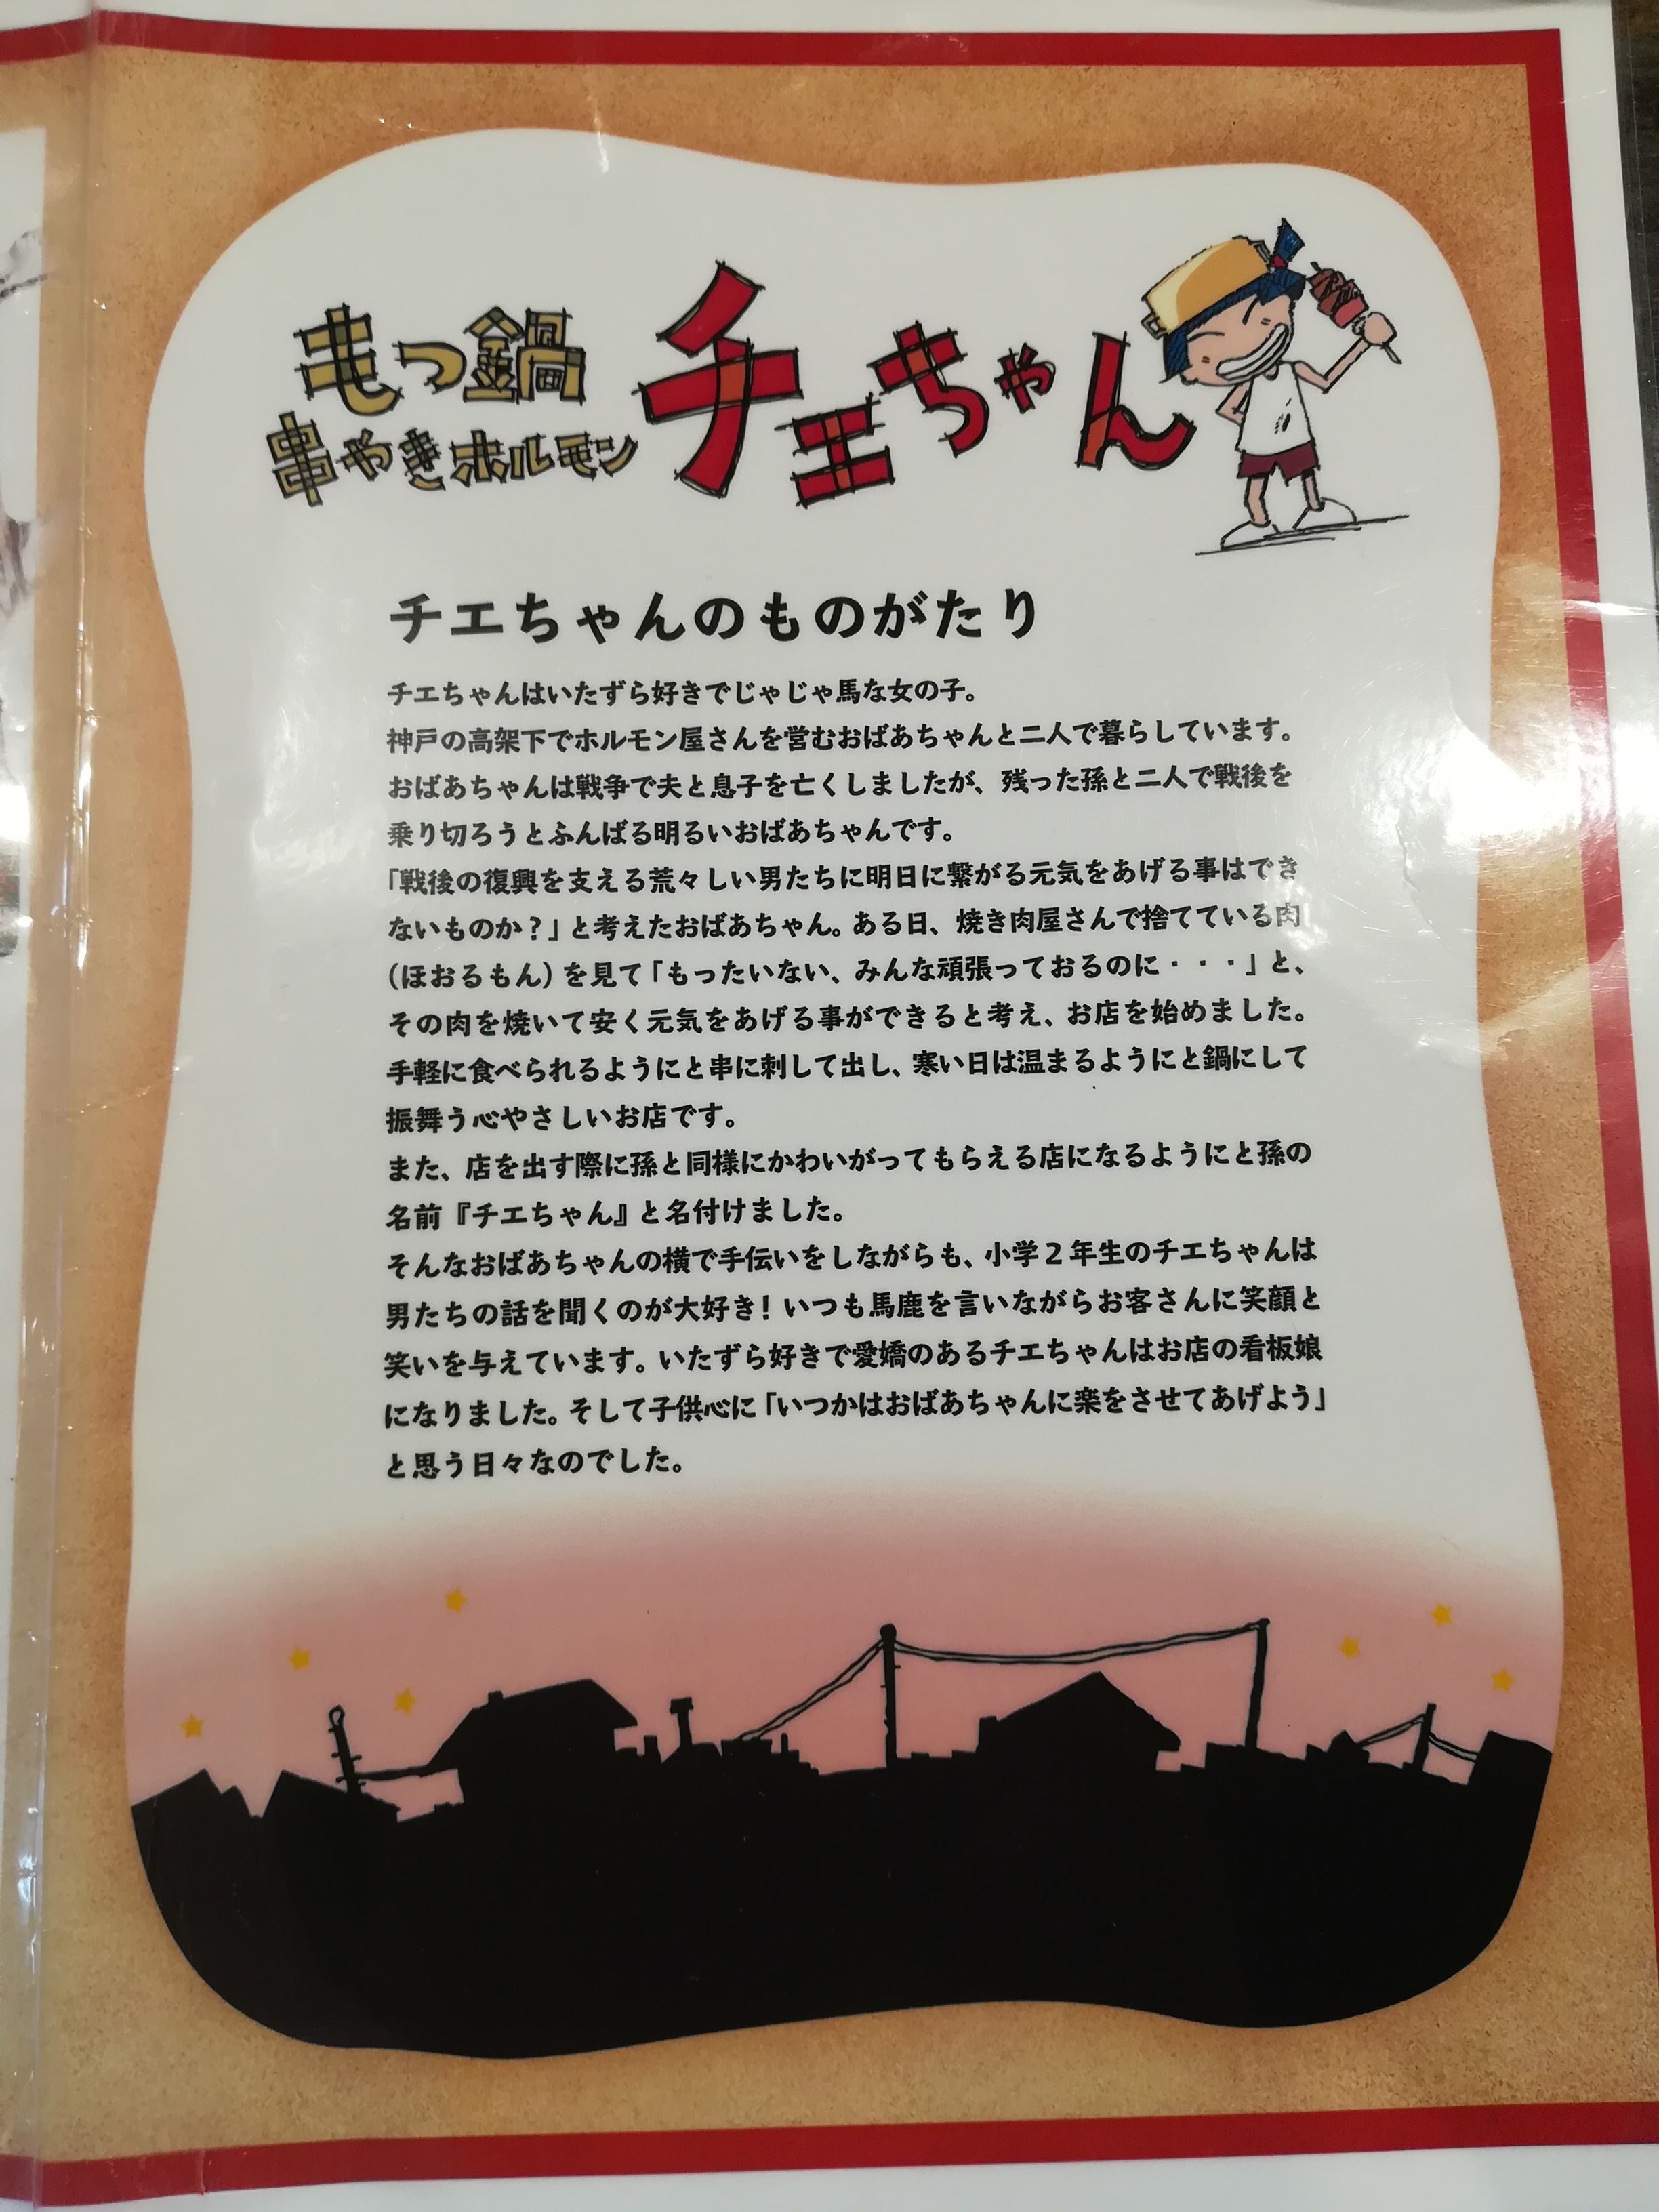 もつ鍋
串やきホルモン
チエちゃん
チエちゃんのものがたり
チエちゃんはいたずら好きでじゃじゃ馬な女の子。
神戸の高架下でホルモン屋さんを営むおばあちゃんと二人で暮らしています。
おばあちゃんは戦争で夫と息子を亡くしましたが、残った孫と二人で戦後を
乗り切ろうとふんばる明るいおばあちゃんです。
「戦後の復興を支える荒々しい男たちに明日に繋がる元気をあげる事はでき
ないものか？」と考えたおばあちゃん。ある日、焼き肉屋さんで捨てている肉
（ほおるもん）を見て「もったいない、みんな頑張っておるのに・・・」と、
その肉を焼いて安く元気をあげる事ができると考え、お店を始めました。
手軽に食べられるようにと串に刺して出し、寒い日は温まるようにと鍋にして
振舞う心やさしいお店です。
また、店を出す際に孫と同様にかわいがってもらえる店になるようにと孫の
名前『チエちゃん』と名付けました。
そんなおばあちゃんの横で手伝いをしながらも、小学２年生のチエちゃんは
男たちの話を聞くのが大好き！いつも馬鹿を言いながらお客さんに笑顔と
笑いを与えています。いたずら好きで愛嬌のあるチエちゃんはお店の看板娘
になりました。そして子供心に「いつかはおばあちゃんに楽をさせてあげよう」
と思う日々なのでした。